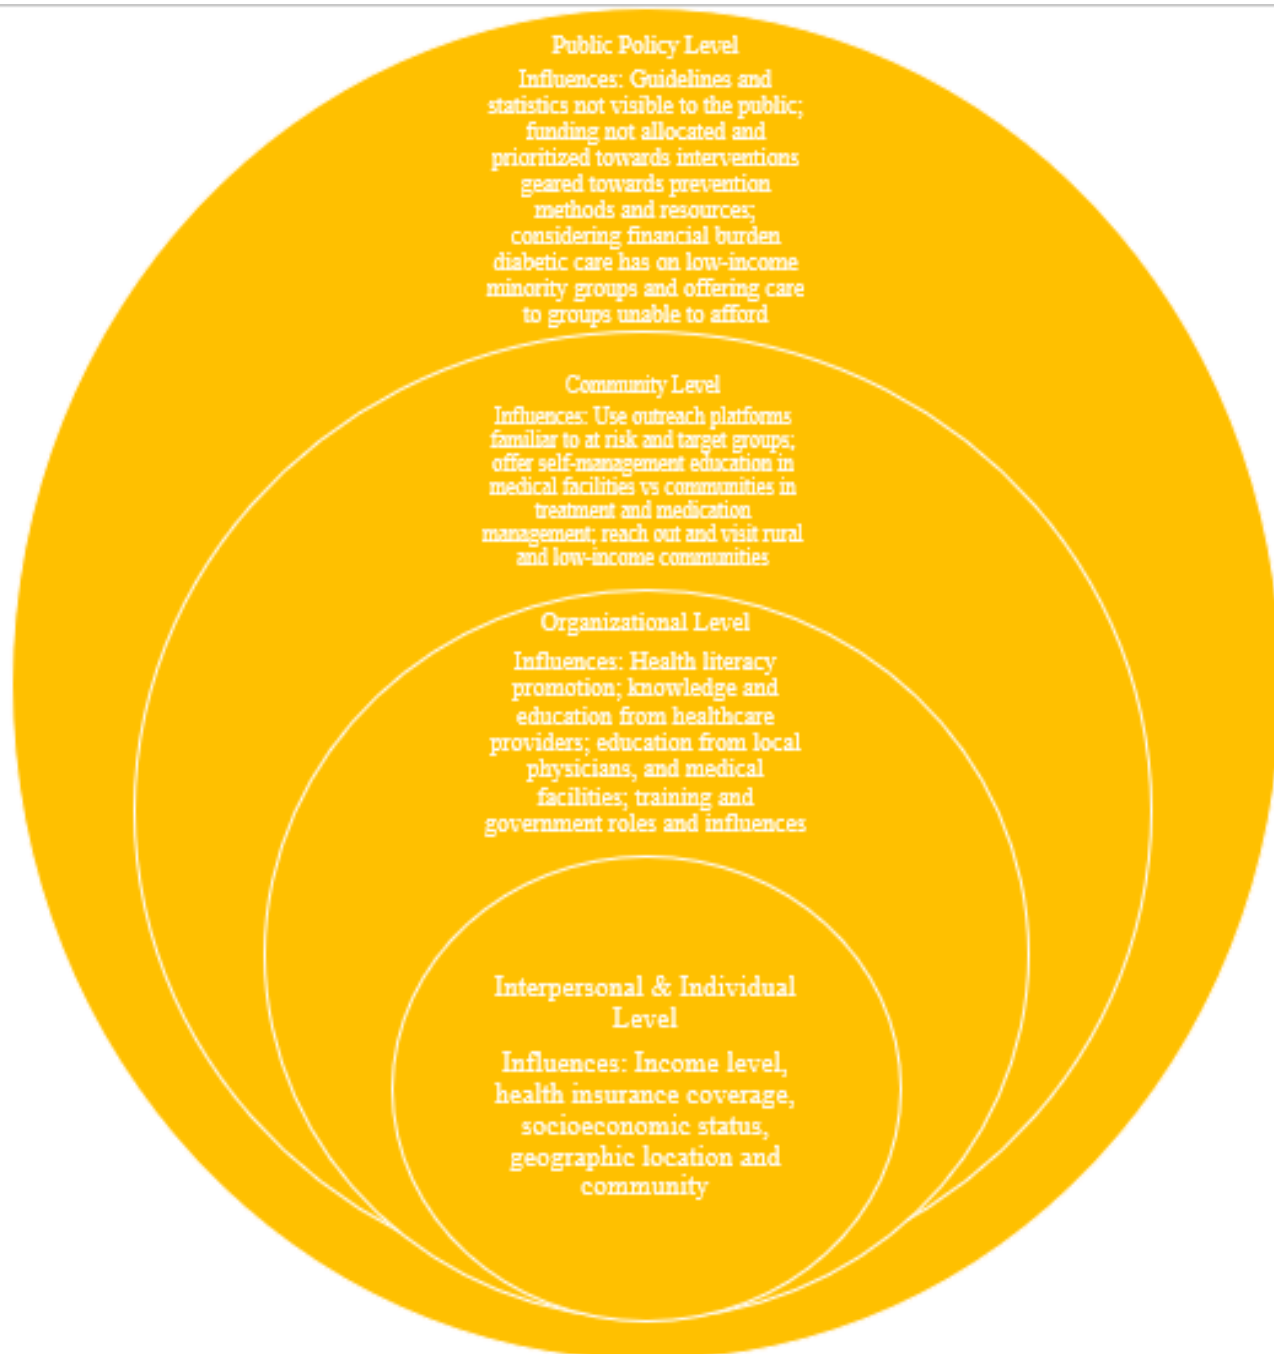 Public Policy Level
Influences: Guidelines and
statistics not visible to the public;
funding not allocated and
prioritized towards interventions
geared towards prevention
methods and resources;
considering financial burden
diabetic care has on low-income
minority groups and offering care
to groups unable to afford
Community Level
Influences: Use outreach platforms
familiar to at risk and target groups;
offer self-management education in
medical facilities vs communities in
treatment and medication
management; reach out and visit rural
and low-income communities
Organizational Level
Influences: Health literacy
promotion; knowledge and
education from healthcare
providers; education from local
physicians, and medical
facilities; training and
government roles and influences
Interpersonal & Individual
Level
Influences: Income level,
health insurance coverage,
socioeconomic status,
geographic location and
community